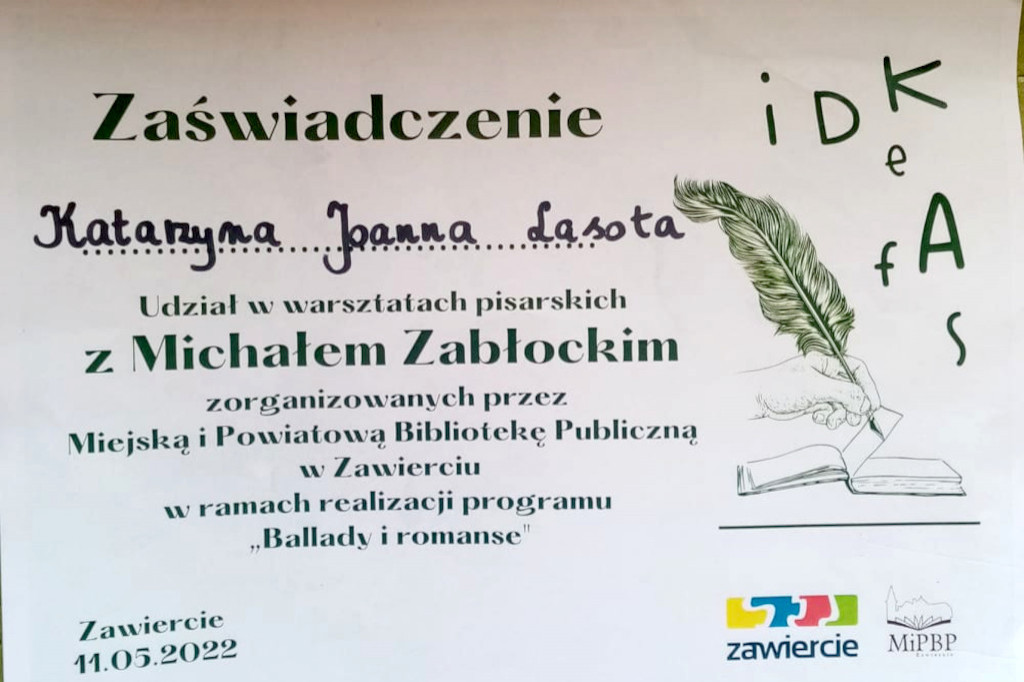 Zaświadczenie
Katarzyna Joanna Lasota
Udział w warsztatach pisarskich
z Michałem Zabłockim
zorganizowanych przez
Miejską i Powiatową Bibliotekę Publiczną
w Zawierciu
w ramach realizacji programu
„Ballady i romanse"
Zawiercie
11.05.2022
i D K
e
f A
S
zawiercie
MiPBP